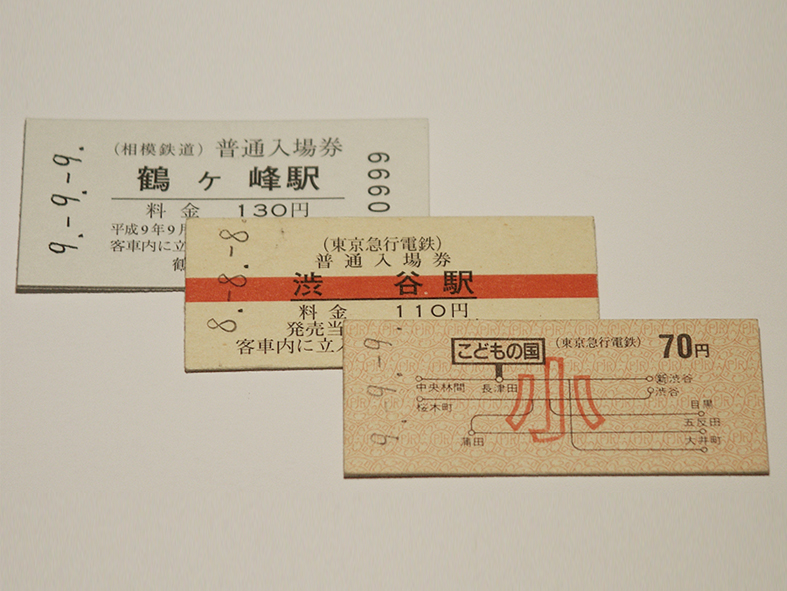 9.-9.-9.
(相模鉄道) 普通入場券
鶴ヶ峰駅
料金 130円
平成9年9月
客車内に立
鶴
0699
8.-8.-8.
(東京急行電鉄)
普通入場券
渋谷駅
料金 110円
発売当
客車内に立入
9.-9.-9.
こどもの国 (東京急行電鉄) 70円
小
中央林間 長津田 新渋谷
渋谷
桜木町 目黒
五反田
蒲田 大井町